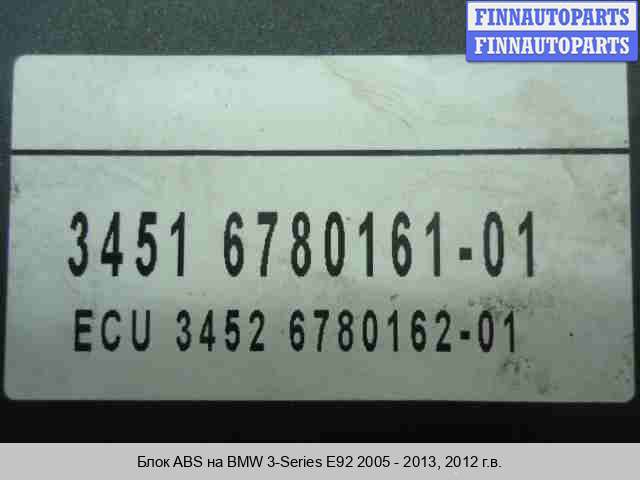 FINNAUTOPARTS
FINNAUTOPARTS
3451 6780161-01
ECU 3452 6780162-01
Блок ABS на BMW 3-Series E92 2005 - 2013, 2012 г.в.